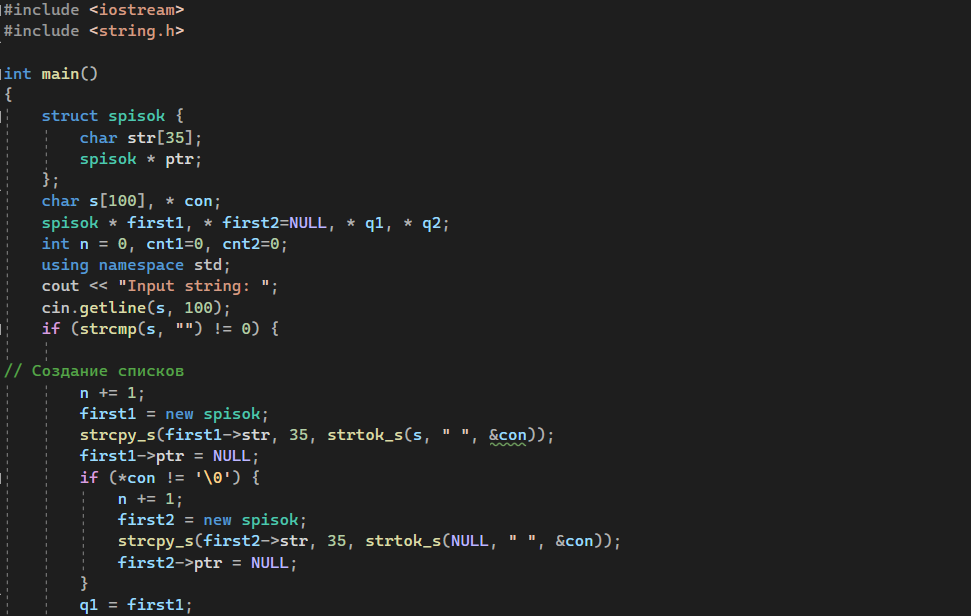 #include <iostream>
#include <string.h>
int main()
{
struct spisok {
char str[35];
spisok * ptr;
};
char s[100], * con;
spisok * first1, * first2=NULL, * q1, * q2;
int n = 0, cnt1=0, cnt2=0;
using namespace std;
cout << "Input string: ";
cin.getline(s, 100);
if (strcmp(s, "") != 0) {
// Создание списков
n += 1;
first1 = new spisok;
strcpy_s(first1->str, 35, strtok_s(s, " ", &con));
first1->ptr = NULL;
if (*con != '\0') {
n += 1;
first2 = new spisok;
strcpy_s(first2->str, 35, strtok_s(NULL, " ", &con));
first2->ptr = NULL;
}
q1 = first1;